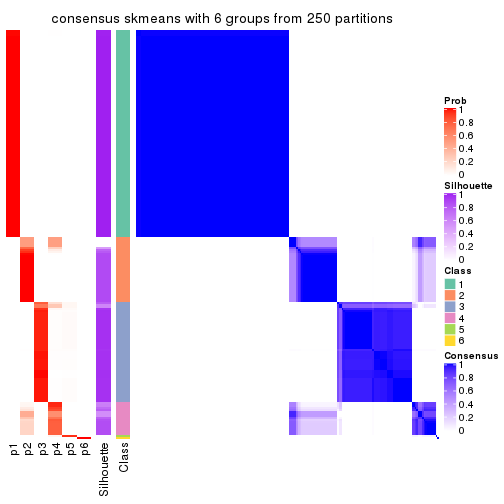 consensus skmeans with 6 groups from 250 partitions
Prob
1
0.8
0.6
0.4
0.2
0
Silhouette
1
0.8
0.6
0.4
0.2
0
Class
1
2
3
4
5
6
Consensus
1
0.8
0.6
0.4
0.2
0
p1
p2
p3
p4
p5
p6
Silhouette
Class